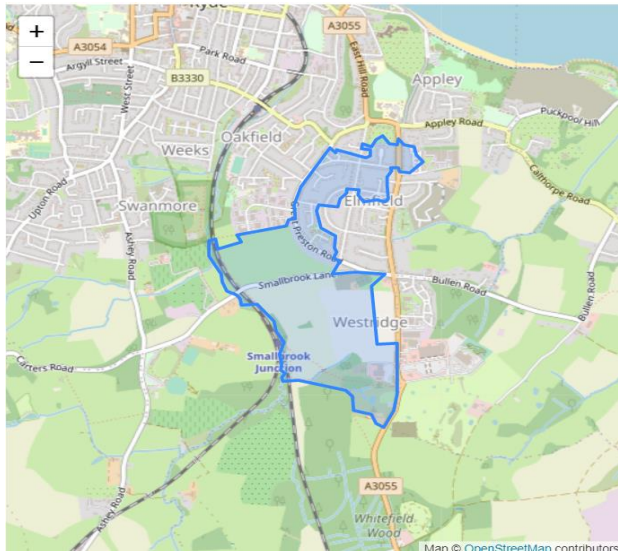 Ryde
+
−
A3055
A3054
Argyll Street
Park Road
East Hill Road
Appley
West Street
B3330
Puckpool Hill
Appley Road
Oakfield
Weeks
Calthorpe Road
Upton Road
Swanmore
Elmfield
Great Preston Road
Ashey Road
Smallbrook Lane
Bullen Road
Bullen Road
Westridge
Smallbrook
Junction
Carters Road
A3055
Ashey Road
Whitefield
Wood
Map © OpenStreetMap contributors